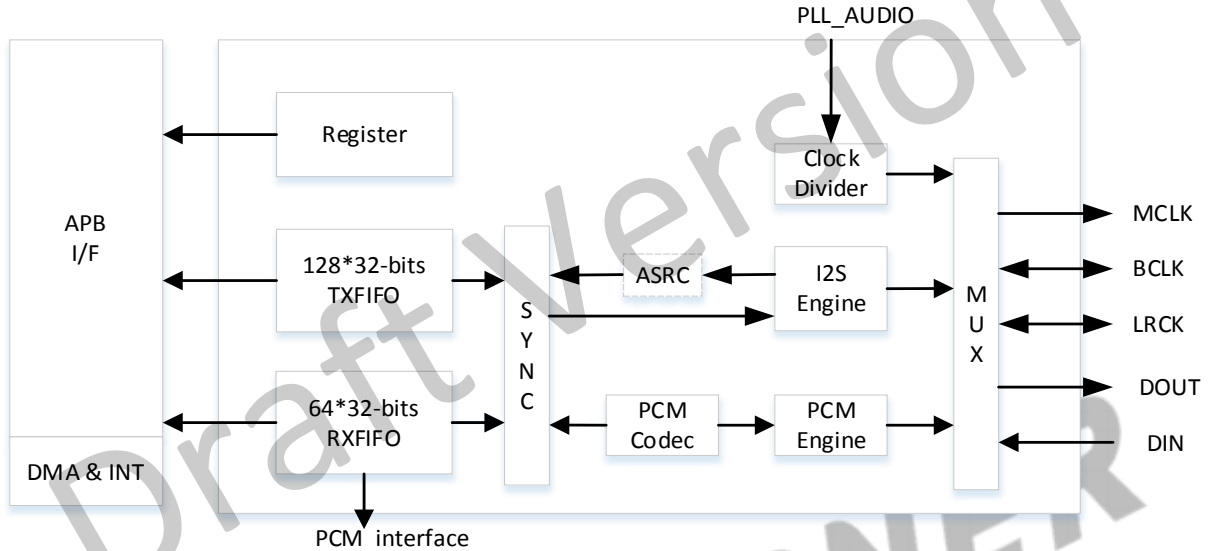 PLL_AUDIO
Register
Clock
Divider
APB
I/F
128*32-bits
TXFIFO
ASRC
I2S
Engine
S
Y
N
C
M
U
X
MCLK
BCLK
LRCK
DOUT
DIN
64*32-bits
RXFIFO
PCM
Codec
PCM
Engine
DMA & INT
PCM interface
Draft Version